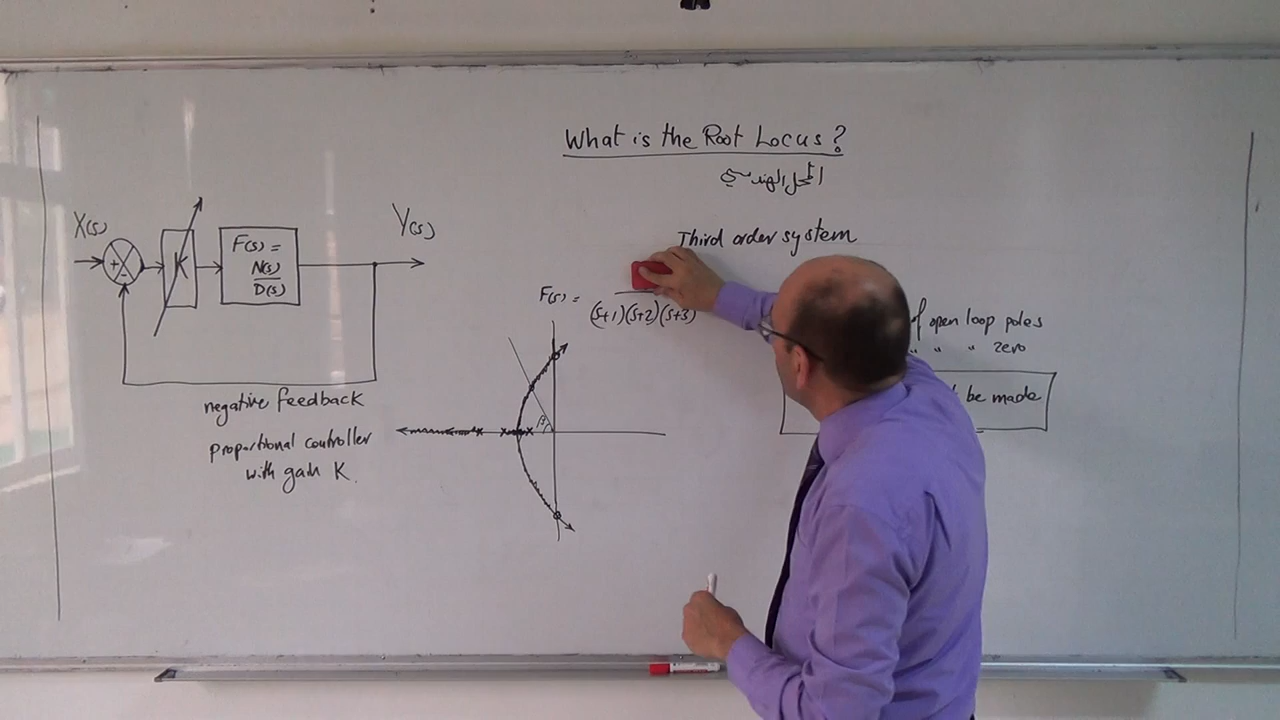 What is the Root Locus?
المحل الهندسي
X(s)
Y(s)
+
-
K
F(s) =
N(s)
D(s)
negative feedback
proportional controller
with gain K.
Third order system
F(s) =
(s+1)(s+2)(s+3)
β
of open loop poles
" " " zero
be made